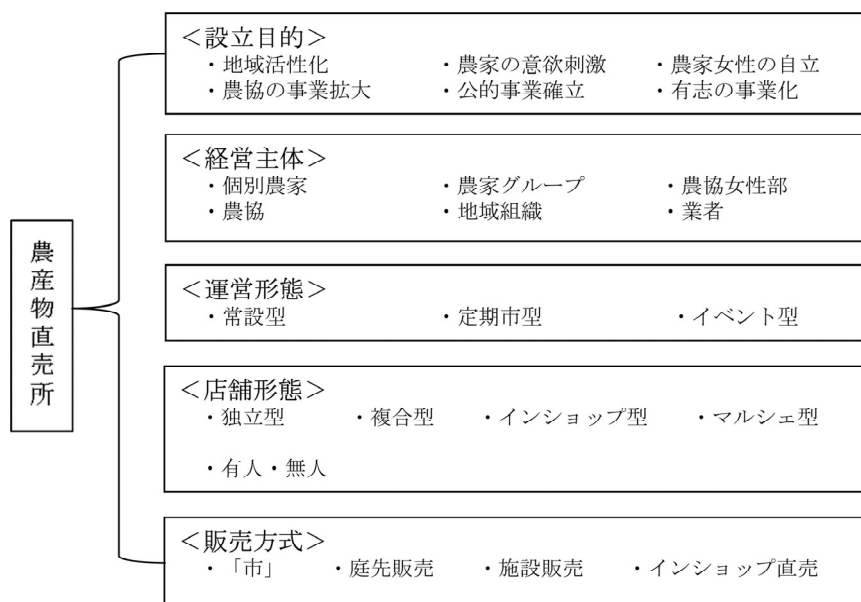 農産物直売所
＜設立目的＞
・地域活性化　・農家の意欲刺激　・農家女性の自立
・農協の事業拡大　・公的事業確立　・有志の事業化
＜経営主体＞
・個別農家　・農家グループ　・農協女性部
・農協　・地域組織　・業者
＜運営形態＞
・常設型　・定期市型　・イベント型
＜店舗形態＞
・独立型　・複合型　・インショップ型　・マルシェ型
・有人・無人
＜販売方式＞
・「市」　・庭先販売　・施設販売　・インショップ直売